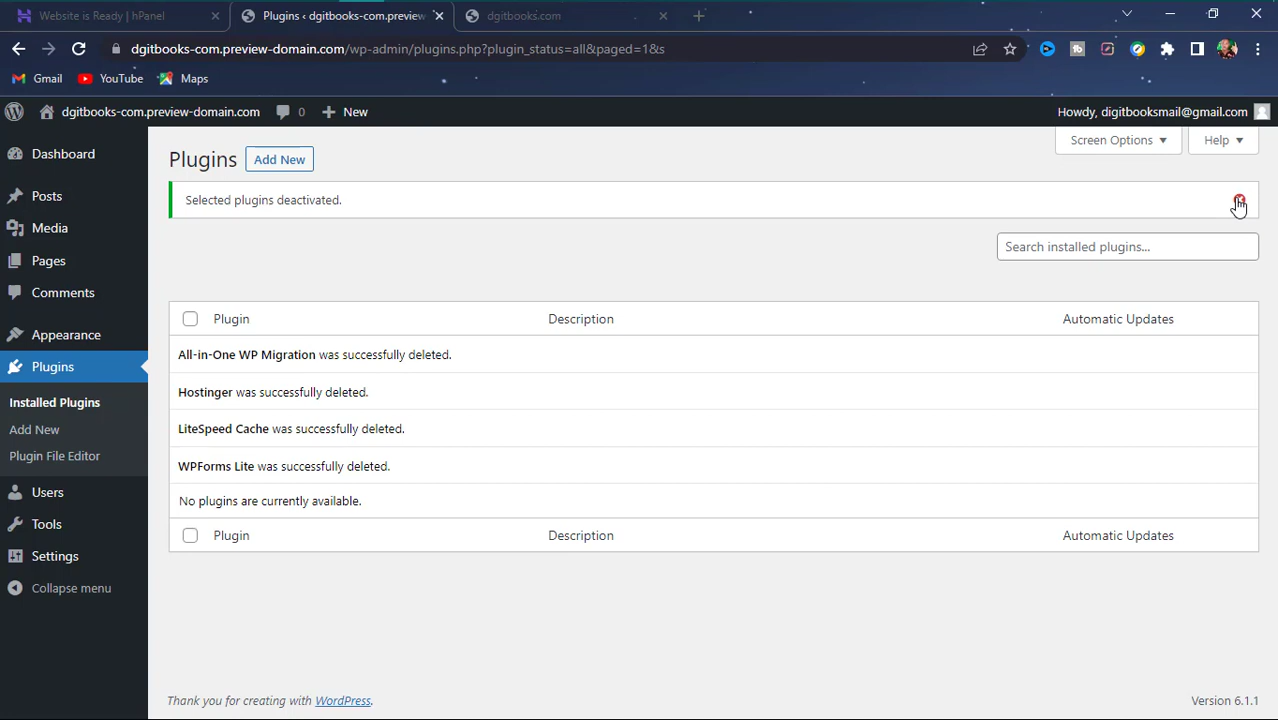 Website is Ready | hPanel
Plugins ‹ dgitbooks-com.preview
dgitbooks.com
dgitbooks-com.preview-domain.com/wp-admin/plugins.php?plugin_status=all&paged=1&s
Gmail YouTube Maps
dgitbooks-com.preview-domain.com 0 New Howdy, dgitbooksmail@gmail.com
Screen Options Help
Dashboard
Posts
Media
Pages
Comments
Appearance
Plugins
Installed Plugins
Add New
Plugin File Editor
Users
Tools
Settings
Collapse menu
Plugins Add New
Selected plugins deactivated.
Search installed plugins...
Plugin Description Automatic Updates
All-in-One WP Migration was successfully deleted.
Hostinger was successfully deleted.
LiteSpeed Cache was successfully deleted.
WPForms Lite was successfully deleted.
No plugins are currently available.
Plugin Description Automatic Updates
Thank you for creating with WordPress. Version 6.1.1